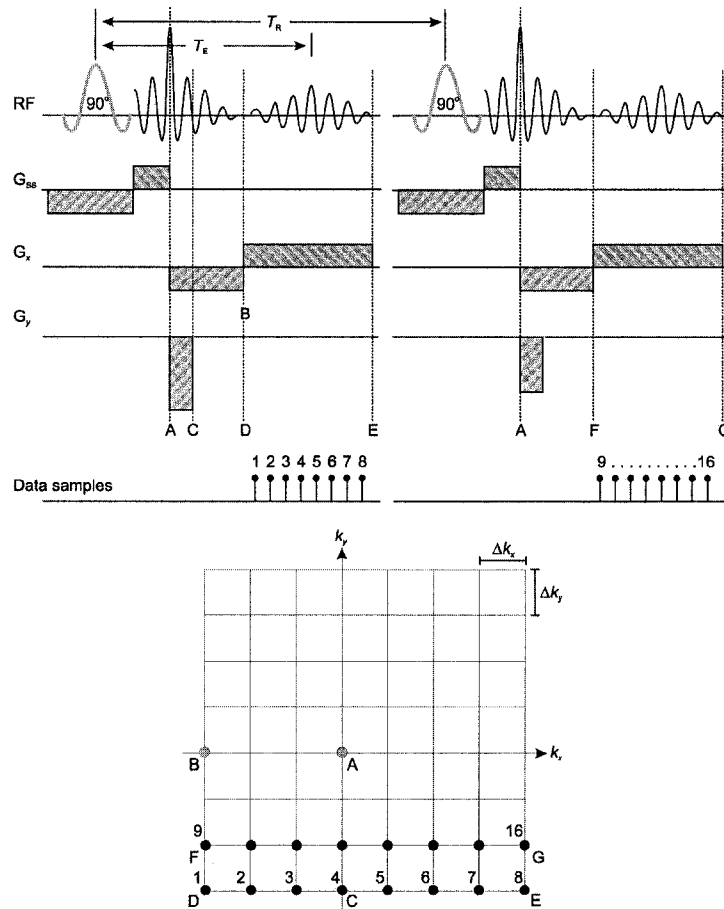 T_R
T_E
RF 90° 90°
G_ss
G_x
B
G_y
A C D E A F G
1 2 3 4 5 6 7 8 9 . . . . . . . . . . 16
Data samples
k_y
Δk_x
Δk_y
B A k_x
9 16
F G
1 2 3 4 5 6 7 8
D C E